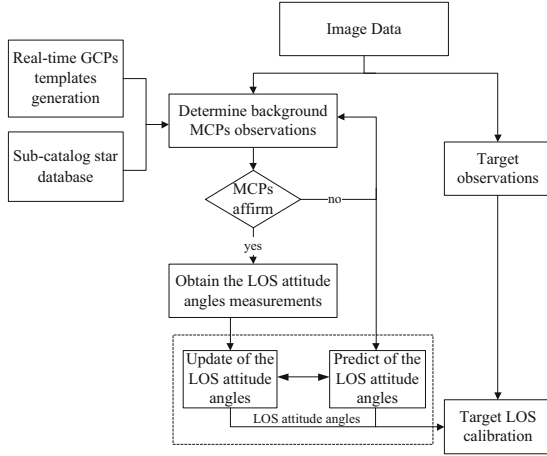 Image Data
Real-time GCPs
templates
generation
Determine background
MCPs observations
Sub-catalog star
database
Target
observations
MCPs
affirm
no
yes
Obtain the LOS attitude
angles measurements
Update of the
LOS attitude
angles
Predict of the
LOS attitude
angles
LOS attitude angles
Target LOS
calibration